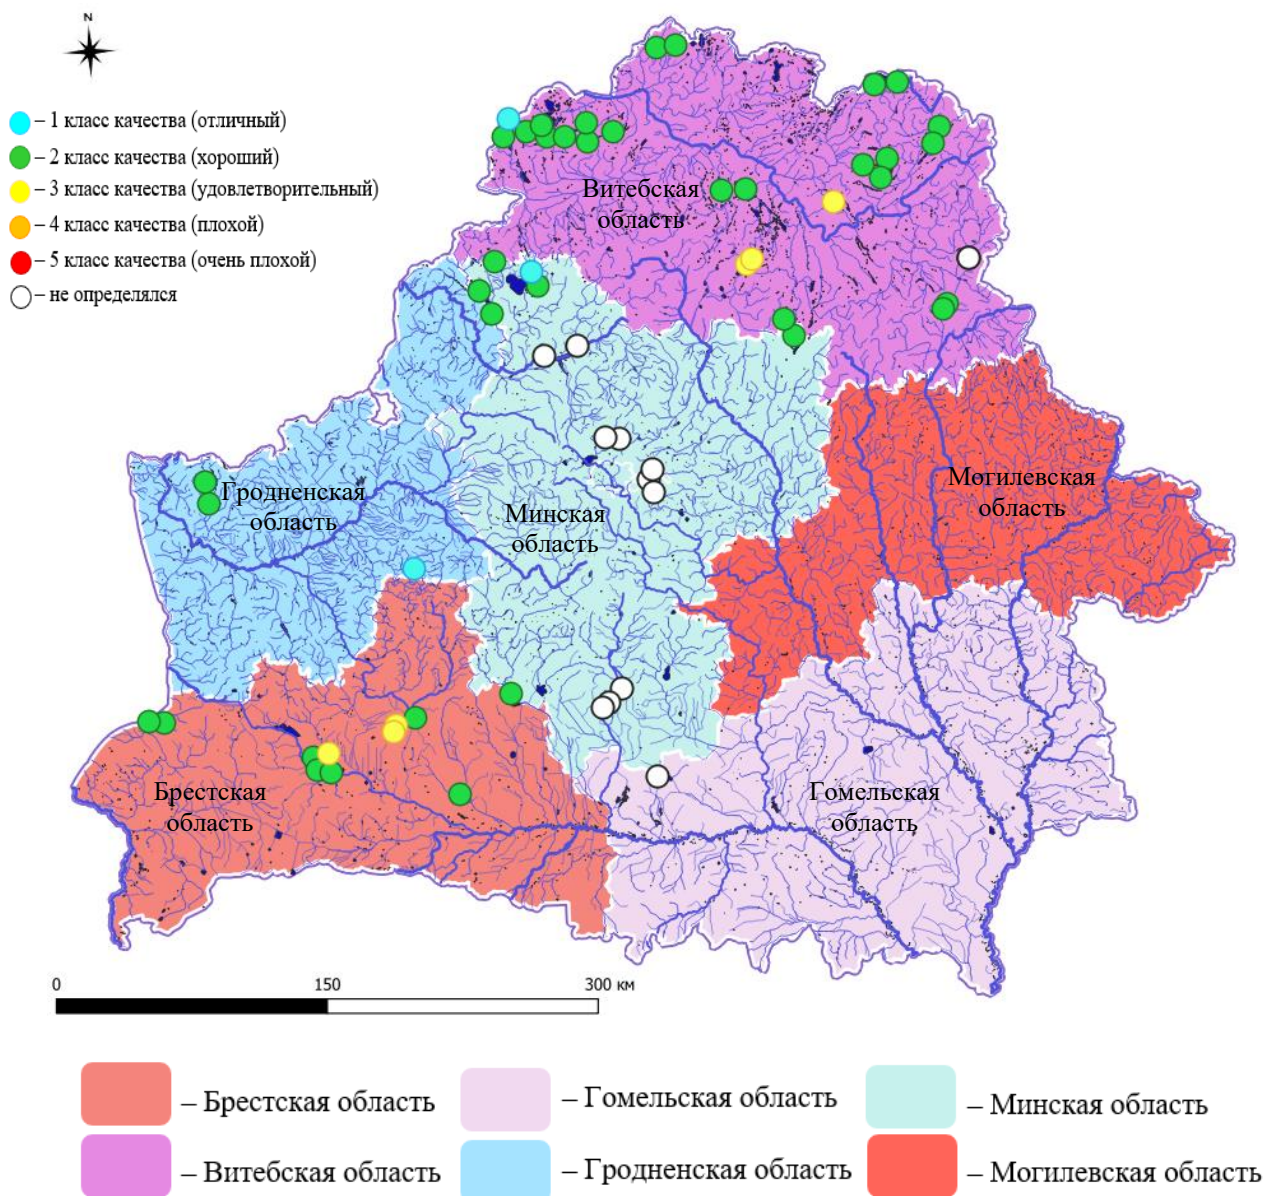 N
– 1 класс качества (отличный)
– 2 класс качества (хороший)
– 3 класс качества (удовлетворительный)
– 4 класс качества (плохой)
– 5 класс качества (очень плохой)
– не определялся
Витебская
область
Гродненская
область
Минская
область
Могилевская
область
Брестская
область
Гомельская
область
0 150 300 км
– Брестская область
– Гомельская область
– Минская область
– Витебская область
– Гродненская область
– Могилевская область